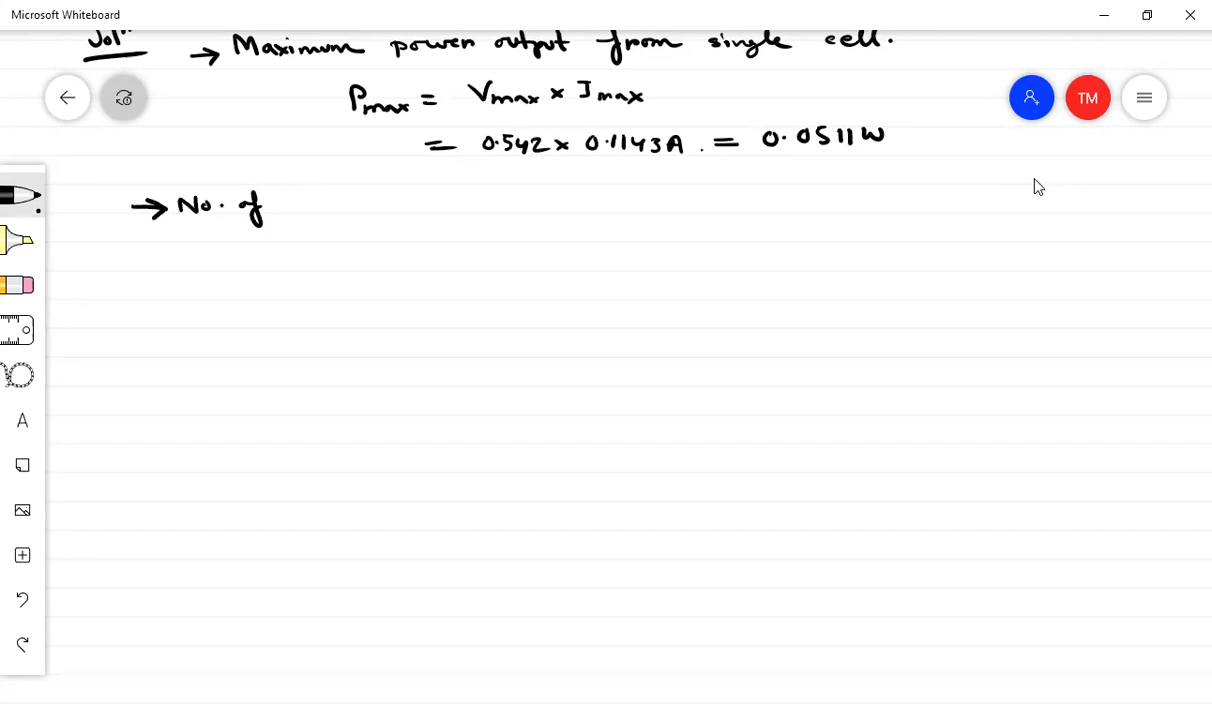 Microsoft Whiteboard
Solⁿ → Maximum power output from single cell.
Pmax = Vmax × Imax
TM
= 0.542 × 0.1143A. = 0.0511W
→ No. of
A